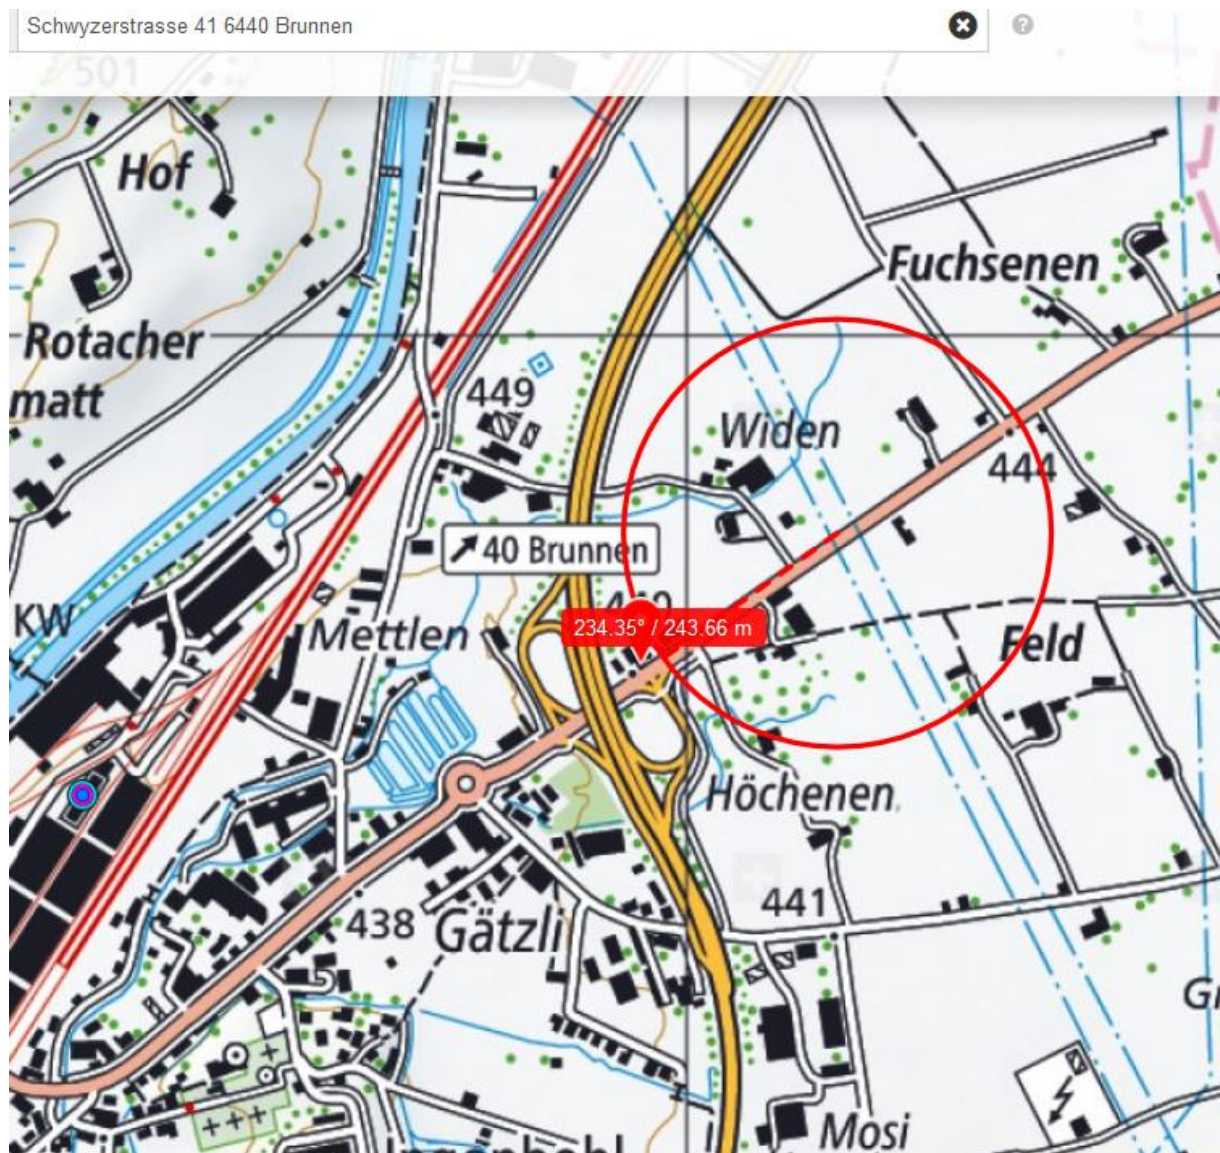 Schwyzerstrasse 41 6440 Brunnen
501
Hof
Fuchsenen
Rotacher
matt
449
Widen
444
40 Brunnen
KW
Mettlen
234.35° / 243.66 m
Feld
Höchenen
441
438
Gätzli
Mosi